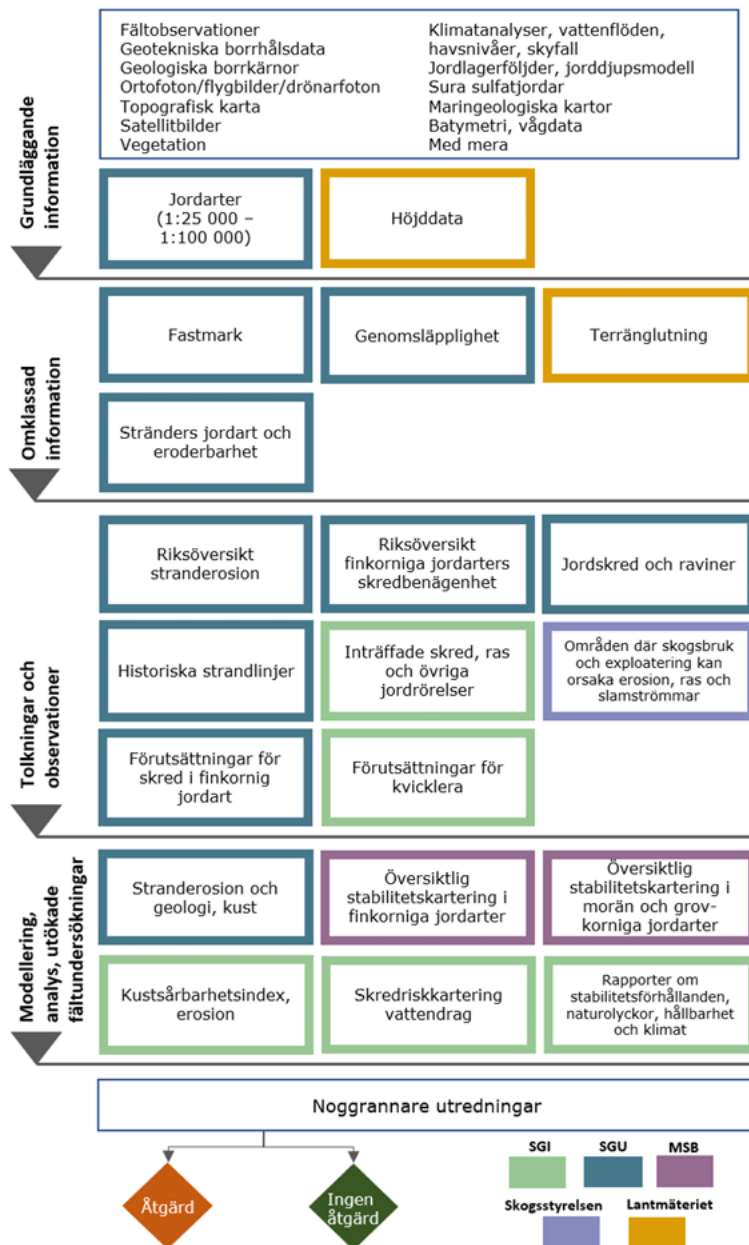 Fältobservationer
Geotekniska borrhålsdata
Geologiska borrkärnor
Ortofoton/flygbilder/drönarfoton
Topografisk karta
Satellitbilder
Vegetation
Klimatanalyser, vattenflöden,
havsnivåer, skyfall
Jordlagerföljder, jorddjupsmodell
Sura sulfatjordar
Maringeologiska kartor
Batymetri, vågdata
Med mera
Grundläggande
information
Jordarter
(1:25 000 –
1:100 000)
Höjddata
Omklassad
information
Fastmark
Genomsläpplighet
Terränglutning
Stränders jordart och
eroderbarhet
Tolkningar och
observationer
Riksöversikt
stranderosion
Riksöversikt
finkorniga jordarters
skredbenägenhet
Jordskred och raviner
Historiska strandlinjer
Inträffade skred, ras
och övriga
jordrörelser
Områden där skogsbruk
och exploatering kan
orsaka erosion, ras och
slamströmmar
Förutsättningar för
skred i finkornig
jordart
Förutsättningar för
kvicklera
Modellering,
analys, utökade
fältundersökningar
Stranderosion och
geologi, kust
Översiktlig
stabilitetskartering i
finkorniga jordarter
Översiktlig
stabilitetskartering i
morän och grov-
korniga jordarter
Kustsårbarhetsindex,
erosion
Skredriskkartering
vattendrag
Rapporter om
stabilitetsförhållanden,
naturolyckor, hållbarhet
och klimat
Noggrannare utredningar
Åtgärd
Ingen
åtgärd
SGI
SGU
MSB
Skogsstyrelsen
Lantmäteriet